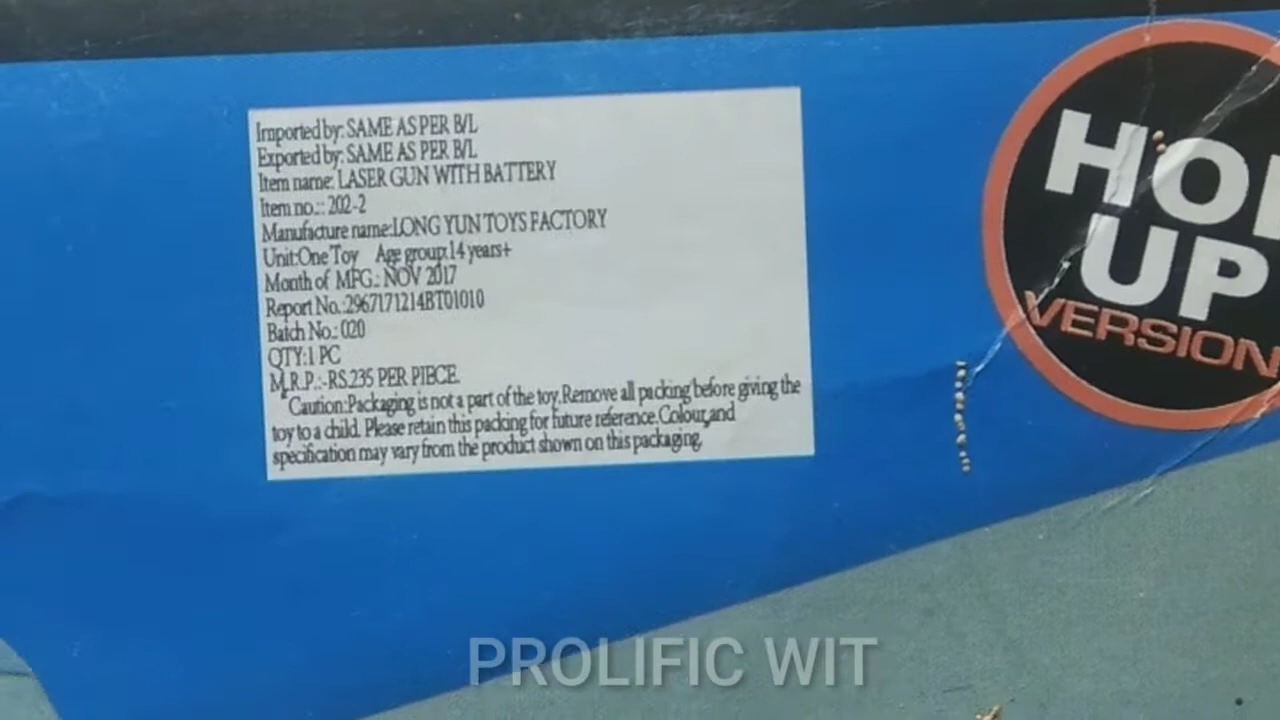 Imported by: SAME AS PER B/L
Exported by: SAME AS PER B/L
Item name: LASER GUN WITH BATTERY
Item no.:: 202-2
Manufacture name:LONG YUN TOYS FACTORY
Unit:One Toy Age group:14 years+
Month of MFG.: NOV 2017
Report No.:2967171214BT01010
Batch No.: 020
QTY:1 PC
M.R.P.:-RS.235 PER PIECE.
Caution:Packaging is not a part of the toy.Remove all packing before giving the
toy to a child. Please retain this packing for future reference.Colour,and
specification may vary from the product shown on this packaging.
UP
VERSION
PROLIFIC WIT